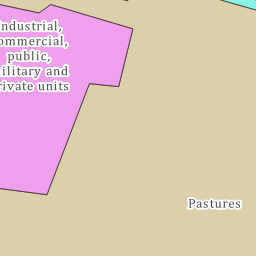 ndustrial,
ommercial,
public,
ilitary and
rivate units
Pastures